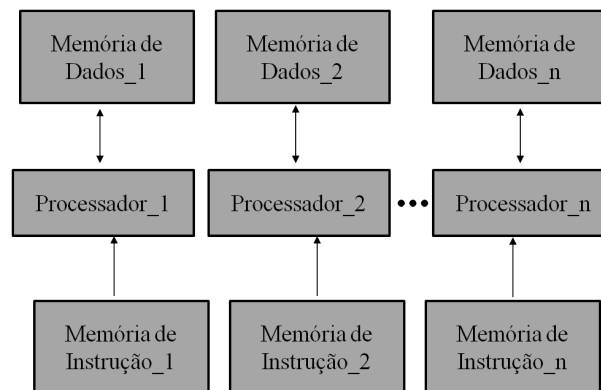 Memória de
Dados_1
Memória de
Dados_2
Memória de
Dados_n
Processador_1
Processador_2
•••
Processador_n
Memória de
Instrução_1
Memória de
Instrução_2
Memória de
Instrução_n